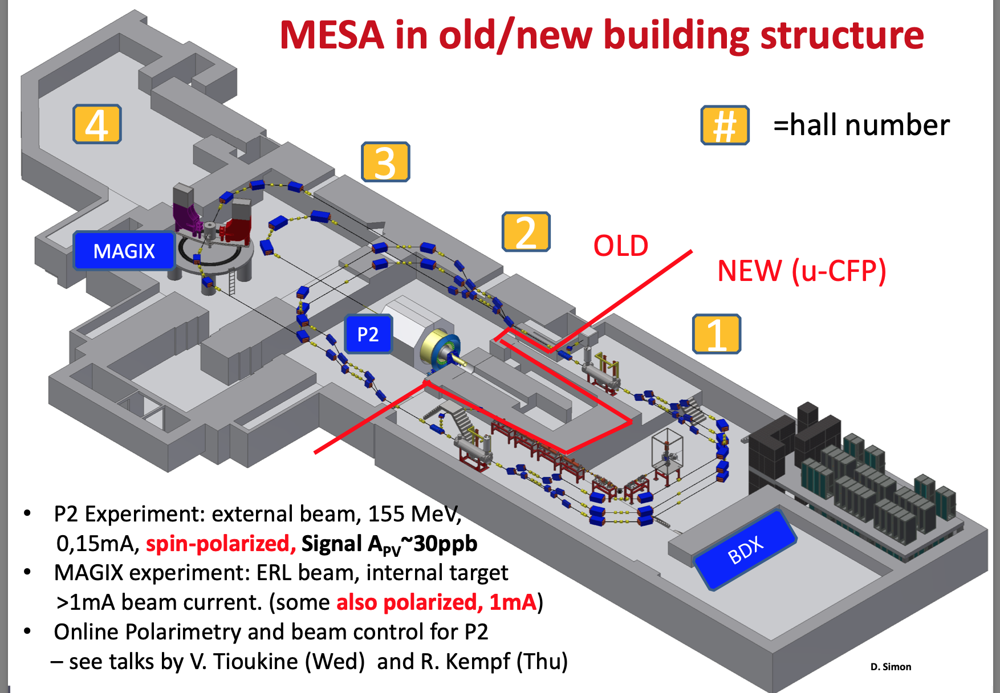 MESA in old/new building structure
4
#
=hall number
3
2
OLD
MAGIX
NEW (u-CFP)
P2
1
• P2 Experiment: external beam, 155 MeV,
0,15mA, spin-polarized, Signal APV~30ppb
• MAGIX experiment: ERL beam, internal target
>1mA beam current. (some also polarized, 1mA)
• Online Polarimetry and beam control for P2
– see talks by V. Tioukine (Wed) and R. Kempf (Thu)
BDX
D. Simon